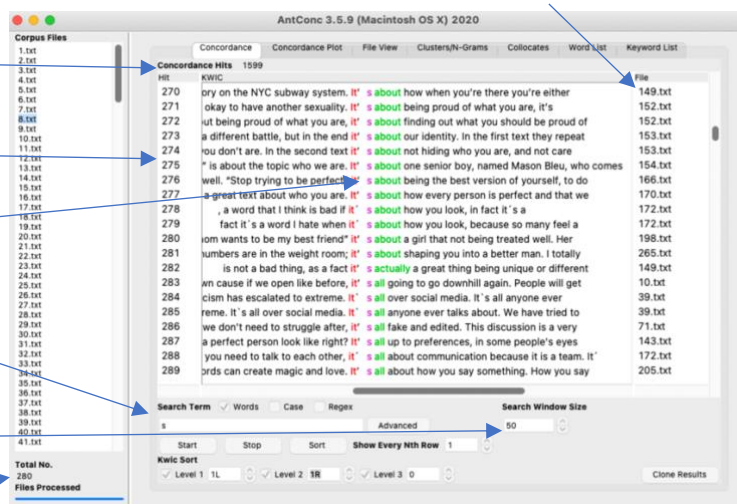 AntConc 3.5.9 (Macintosh OS X) 2020
Corpus Files
1.txt
2.txt
3.txt
4.txt
5.txt
6.txt
7.txt
8.txt
9.txt
10.txt
11.txt
12.txt
13.txt
14.txt
15.txt
16.txt
17.txt
18.txt
19.txt
20.txt
21.txt
22.txt
23.txt
24.txt
25.txt
26.txt
27.txt
28.txt
29.txt
30.txt
31.txt
32.txt
33.txt
34.txt
35.txt
36.txt
37.txt
38.txt
39.txt
40.txt
41.txt
Total No.
280
Files Processed
Concordance Concordance Plot File View Clusters/N-Grams Collocates Word List Keyword List
Concordance Hits 1599
Hit KWIC File
270 ory on the NYC subway system. It' s about how when you're there you're either 149.txt
271 okay to have another sexuality. It' s about being proud of what you are, it's 152.txt
272 ut being proud of what you are, it' s about finding out what you should be proud of 152.txt
273 a different battle, but in the end it' s about our identity. In the first text they repeat 153.txt
274 you don't are. In the second text it' s about not hiding who you are, and not care 153.txt
275 " is about the topic who we are. It' s about one senior boy, named Mason Bleu, who comes 154.txt
276 well. "Stop trying to be perfect, it' s about being the best version of yourself, to do 166.txt
277 a great text about who you are. It' s about how every person is perfect and that we 170.txt
278 , a word that I think is bad if it` s about how you look, in fact it`s a 172.txt
279 fact it`s a word I hate when it` s about how you look, because so many feel a 172.txt
280 om wants to be my best friend" it' s about a girl that not being treated well. Her 198.txt
281 numbers are in the weight room; it' s about shaping you into a better man. I totally 265.txt
282 is not a bad thing, as a fact it' s actually a great thing being unique or different 149.txt
283 wn cause if we open like before, it' s all going to go downhill again. People will get 10.txt
284 cism has escalated to extreme. It` s all over social media. It`s all anyone ever 39.txt
285 reme. It`s all over social media. It` s all anyone ever talks about. We have tried to 39.txt
286 we don't need to struggle after, it' s all fake and edited. This discussion is a very 71.txt
287 a perfect person look like right? It' s all up to preferences, in some people's eyes 143.txt
288 you need to talk to each other, it` s all about communication because it is a team. It´ 172.txt
289 ords can create magic and love. It' s all about how you say something. How you say 205.txt
Search Term Words Case Regex Search Window Size
s Advanced 50
Start Stop Sort Show Every Nth Row 1
Kwic Sort
Level 1 1L Level 2 1R Level 3 0 Clone Results